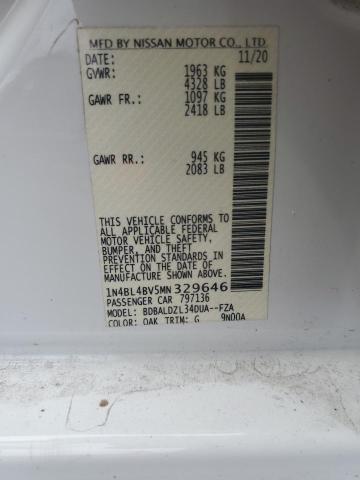 MFD BY NISSAN MOTOR CO., LTD
DATE: 11/20
GVWR: 1963 KG
4328 LB
GAWR FR.: 1097 KG
2418 LB
GAWR RR.: 945 KG
2083 LB
THIS VEHICLE CONFORMS TO
ALL APPLICABLE FEDERAL
MOTOR VEHICLE SAFETY,
BUMPER, AND THEFT
PREVENTION STANDARDS IN
EFFECT ON THE DATE OF
MANUFACTURE SHOWN ABOVE.
1N4BL4BV5MN329646
PASSENGER CAR 797136
MODEL: BDBALDZL34DUA--FZA
COLOR: QAK TRIM: G 9N00A